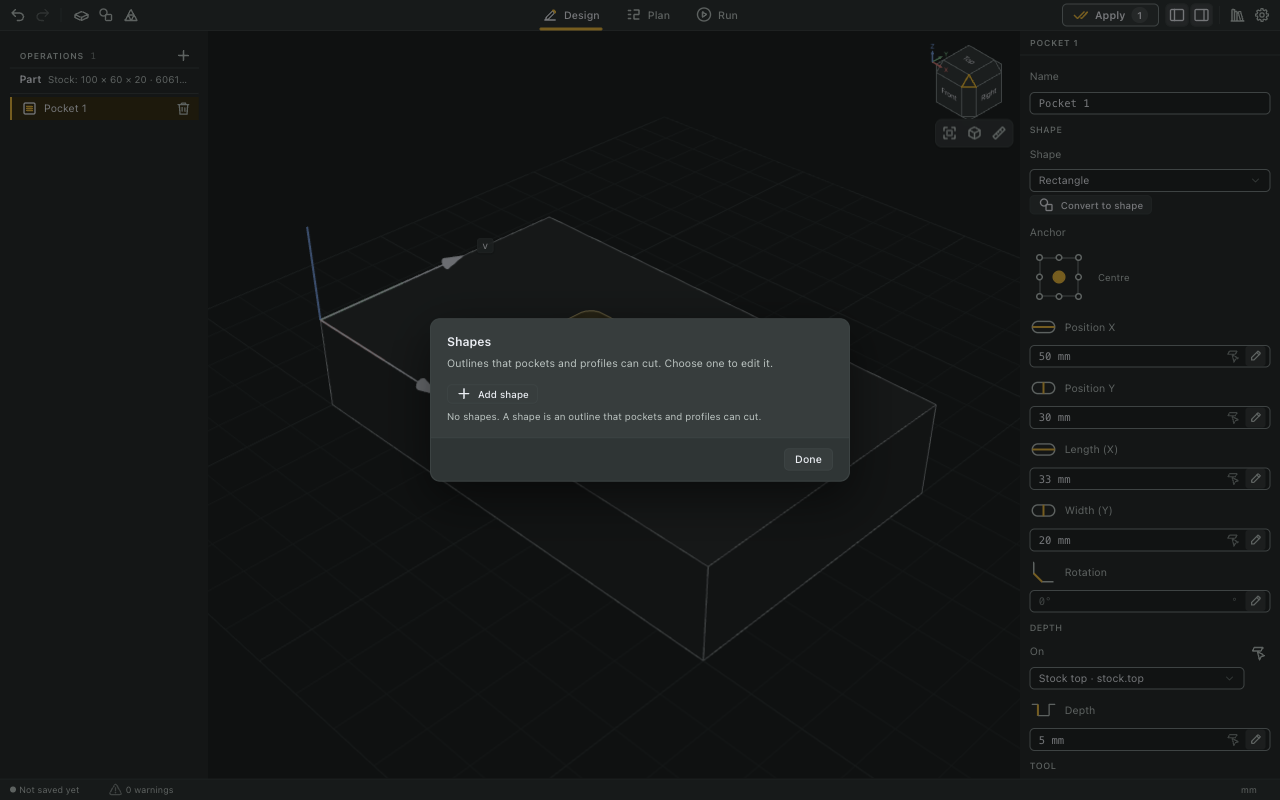 Design
Plan
Run
Apply 1
OPERATIONS 1
Part Stock: 100 × 60 × 20 · 6061...
Pocket 1
Z
Y
X
Top
Front
Right
v
Shapes
Outlines that pockets and profiles can cut. Choose one to edit it.
Add shape
No shapes. A shape is an outline that pockets and profiles can cut.
Done
POCKET 1
Name
Pocket 1
SHAPE
Shape
Rectangle
Convert to shape
Anchor
Centre
Position X
50 mm
Position Y
30 mm
Length (X)
33 mm
Width (Y)
20 mm
Rotation
0° °
DEPTH
On
Stock top · stock.top
Depth
5 mm
TOOL
Not saved yet
0 warnings
mm